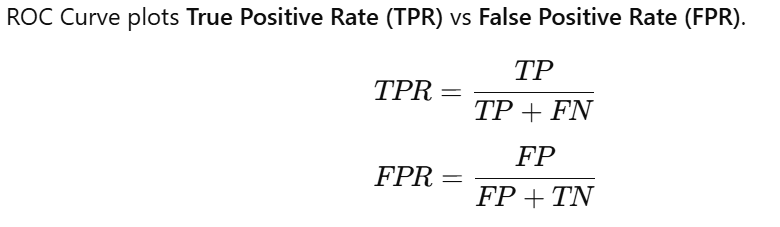 ROC Curve plots True Positive Rate (TPR) vs False Positive Rate (FPR).
TPR = TP / TP + FN
FPR = FP / FP + TN